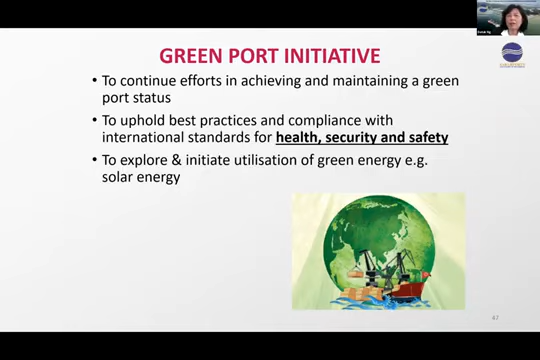 GREEN PORT INITIATIVE
• To continue efforts in achieving and maintaining a green
port status
• To uphold best practices and compliance with
international standards for health, security and safety
• To explore & initiate utilisation of green energy e.g.
solar energy
47